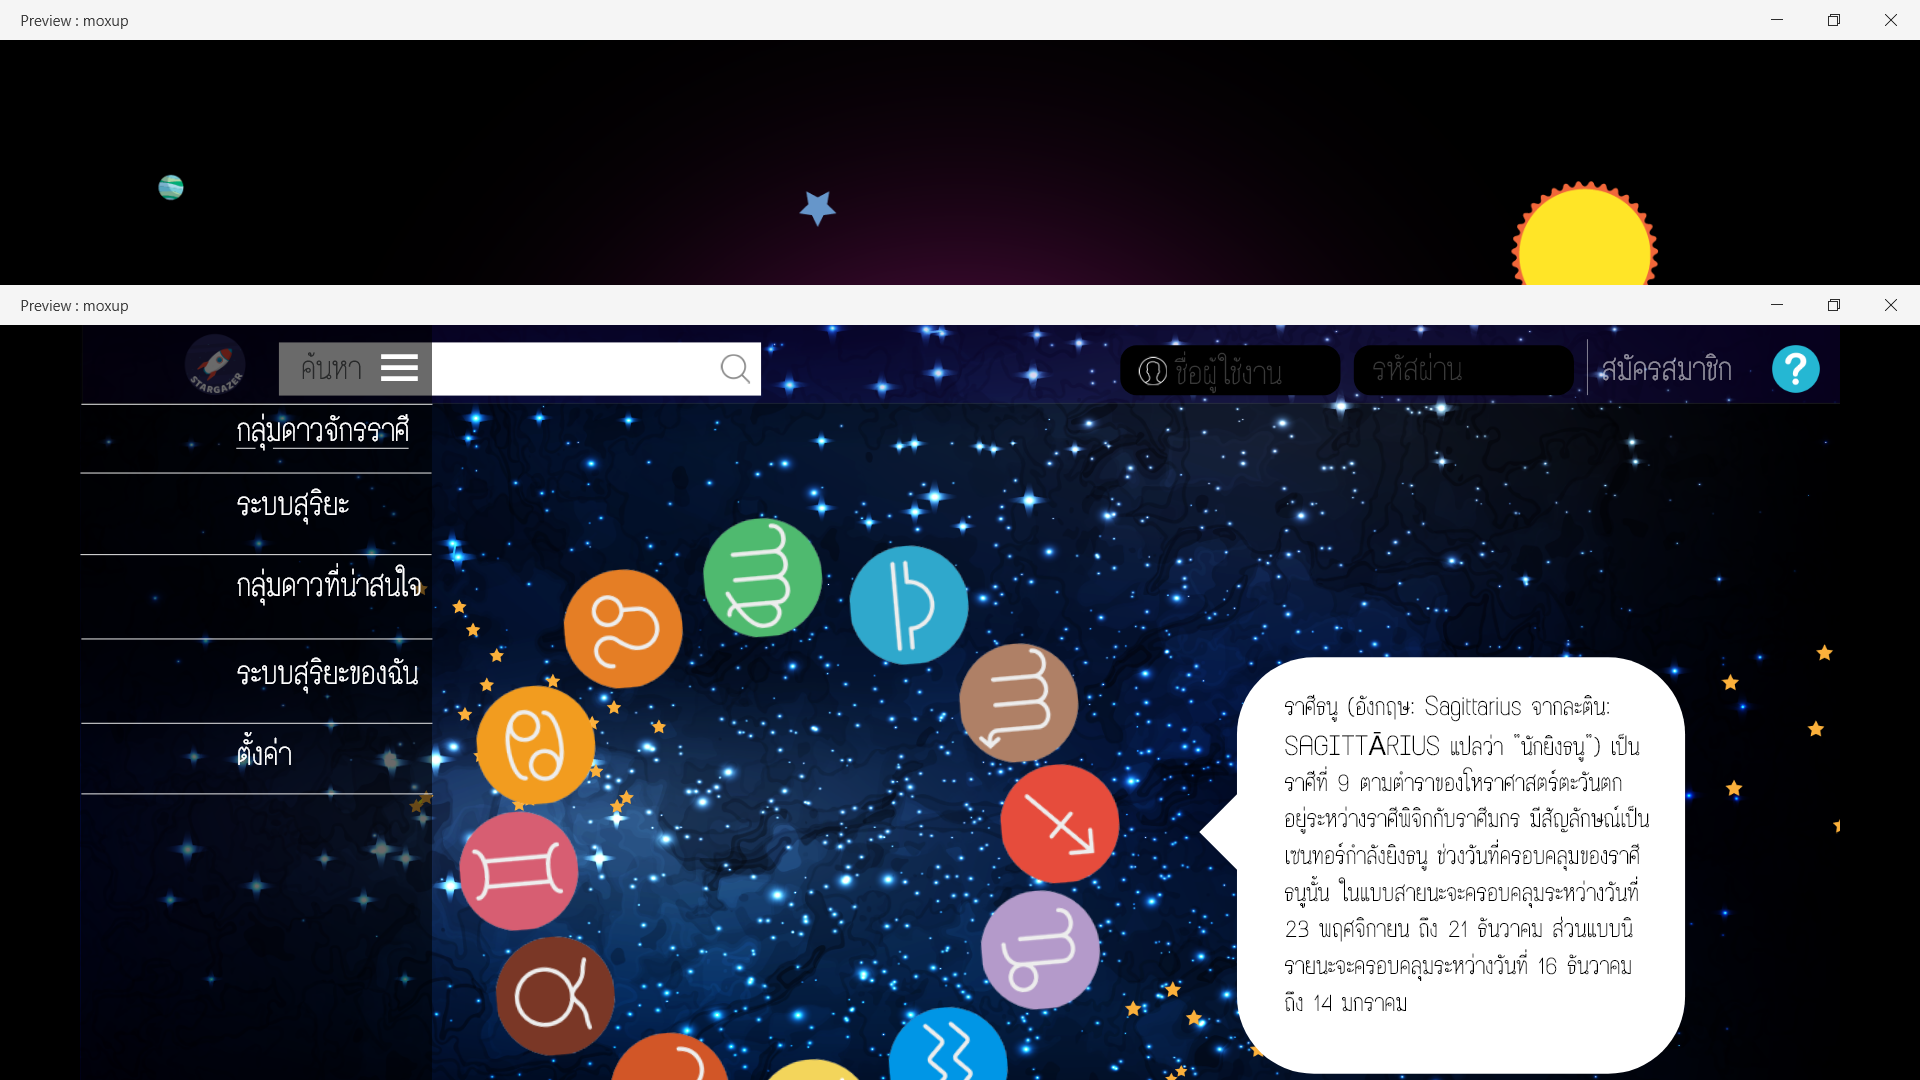 Preview : moxup
Preview : moxup
STARGAZER
ค้นหา
ชื่อผู้ใช้งาน
รหัสผ่าน
สมัครสมาชิก
?
กลุ่มดาวจักรราศี
ระบบสุริยะ
กลุ่มดาวที่น่าสนใจ
ระบบสุริยะของฉัน
ตั้งค่า
ราศีธนู (อังกฤษ: Sagittarius จากละติน:
SAGITTĀRIUS แปลว่า "นักยิงธนู") เป็น
ราศีที่ 9 ตามตำราของโหราศาสตร์ตะวันตก
อยู่ระหว่างราศีพิจิกกับราศีมกร มีสัญลักษณ์เป็น
เซนทอร์กำลังยิงธนู ช่วงวันที่ครอบคลุมของราศี
ธนูนั้น ในแบบสายนะจะครอบคลุมระหว่างวันที่
23 พฤศจิกายน ถึง 21 ธันวาคม ส่วนแบบนิ
รายนะจะครอบคลุมระหว่างวันที่ 16 ธันวาคม
ถึง 14 มกราคม